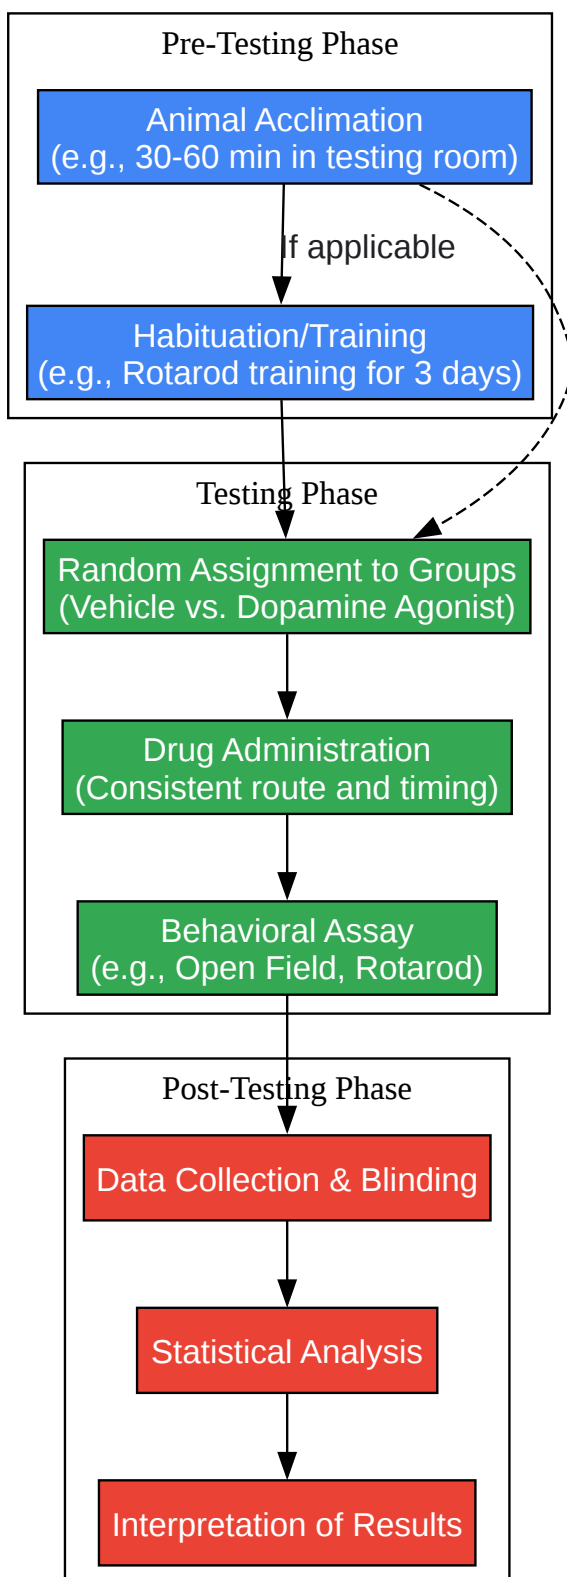 Pre-Testing Phase
Animal Acclimation
(e.g., 30-60 min in testing room)
If applicable
Habituation/Training
(e.g., Rotarod training for 3 days)
Testing Phase
Random Assignment to Groups
(Vehicle vs. Dopamine Agonist)
Drug Administration
(Consistent route and timing)
Behavioral Assay
(e.g., Open Field, Rotarod)
Post-Testing Phase
Data Collection & Blinding
Statistical Analysis
Interpretation of Results